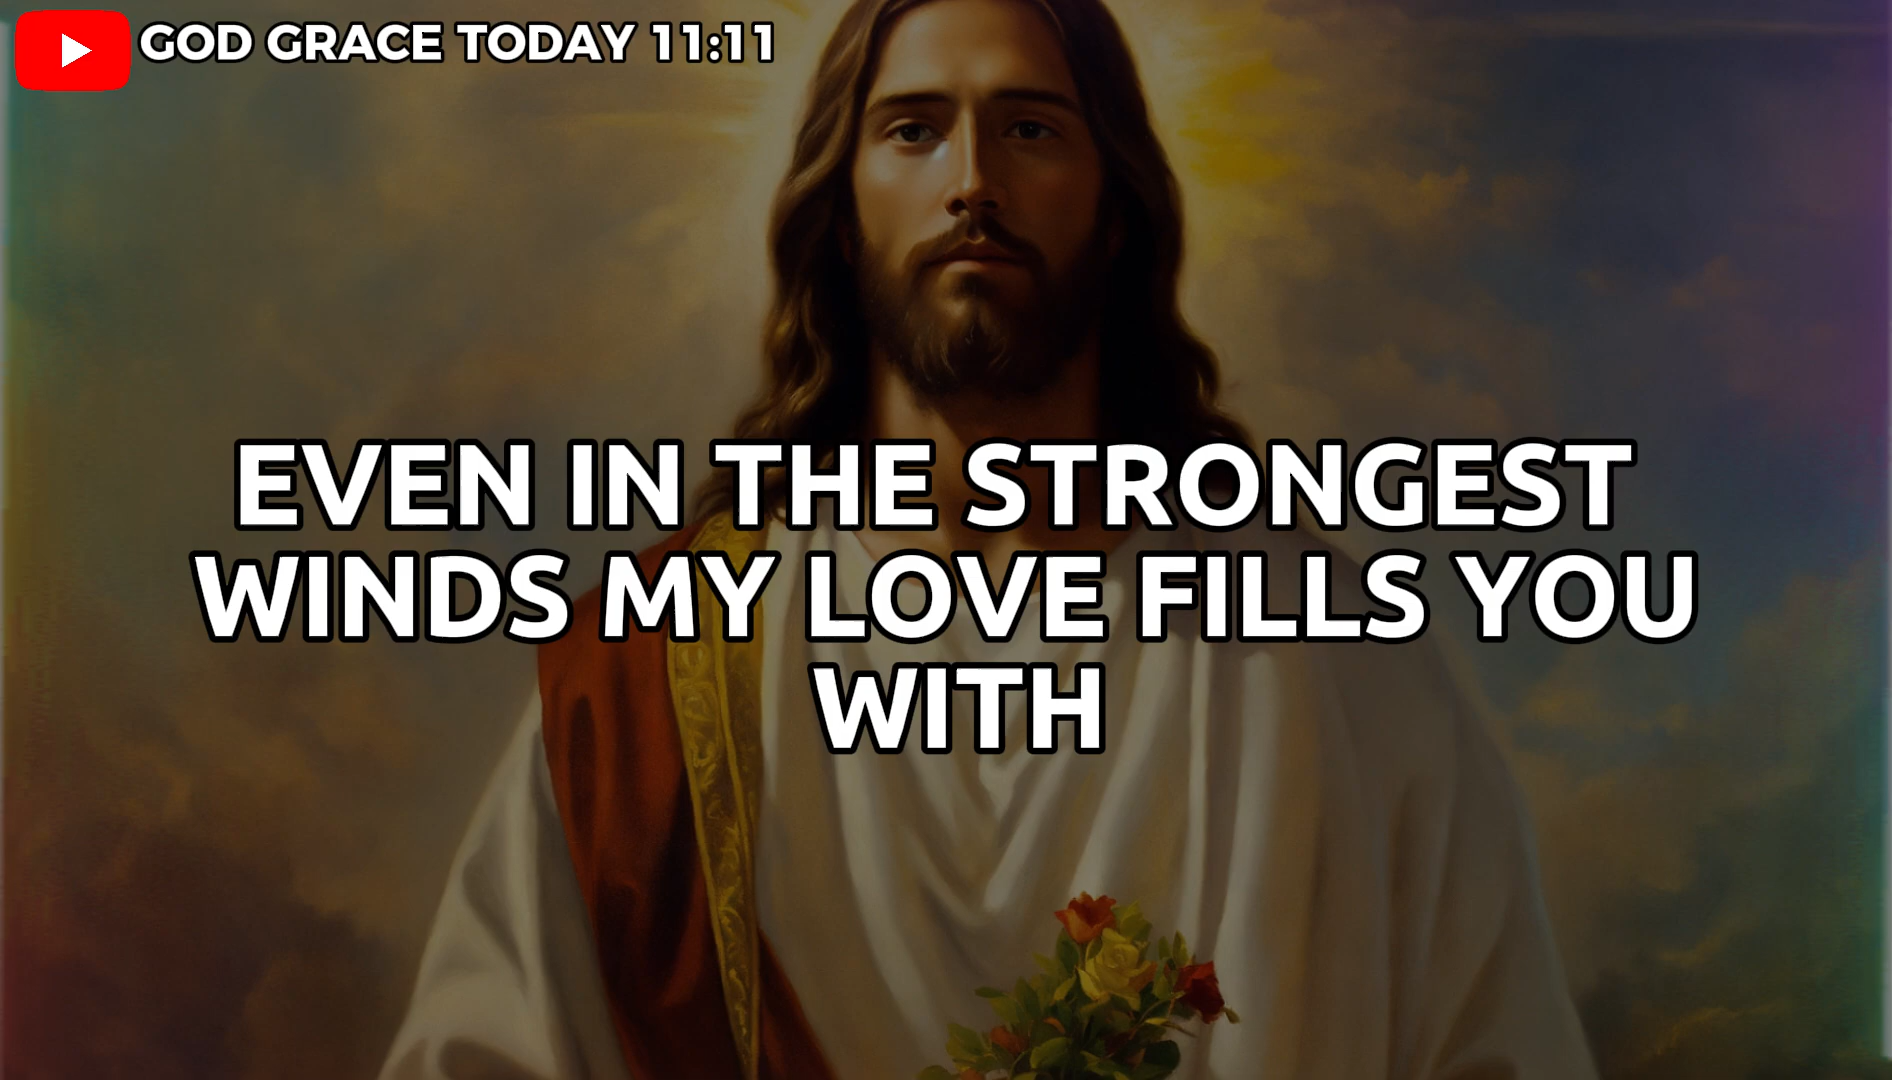 GOD GRACE TODAY 11:11
EVEN IN THE STRONGEST
WINDS MY LOVE FILLS YOU
WITH